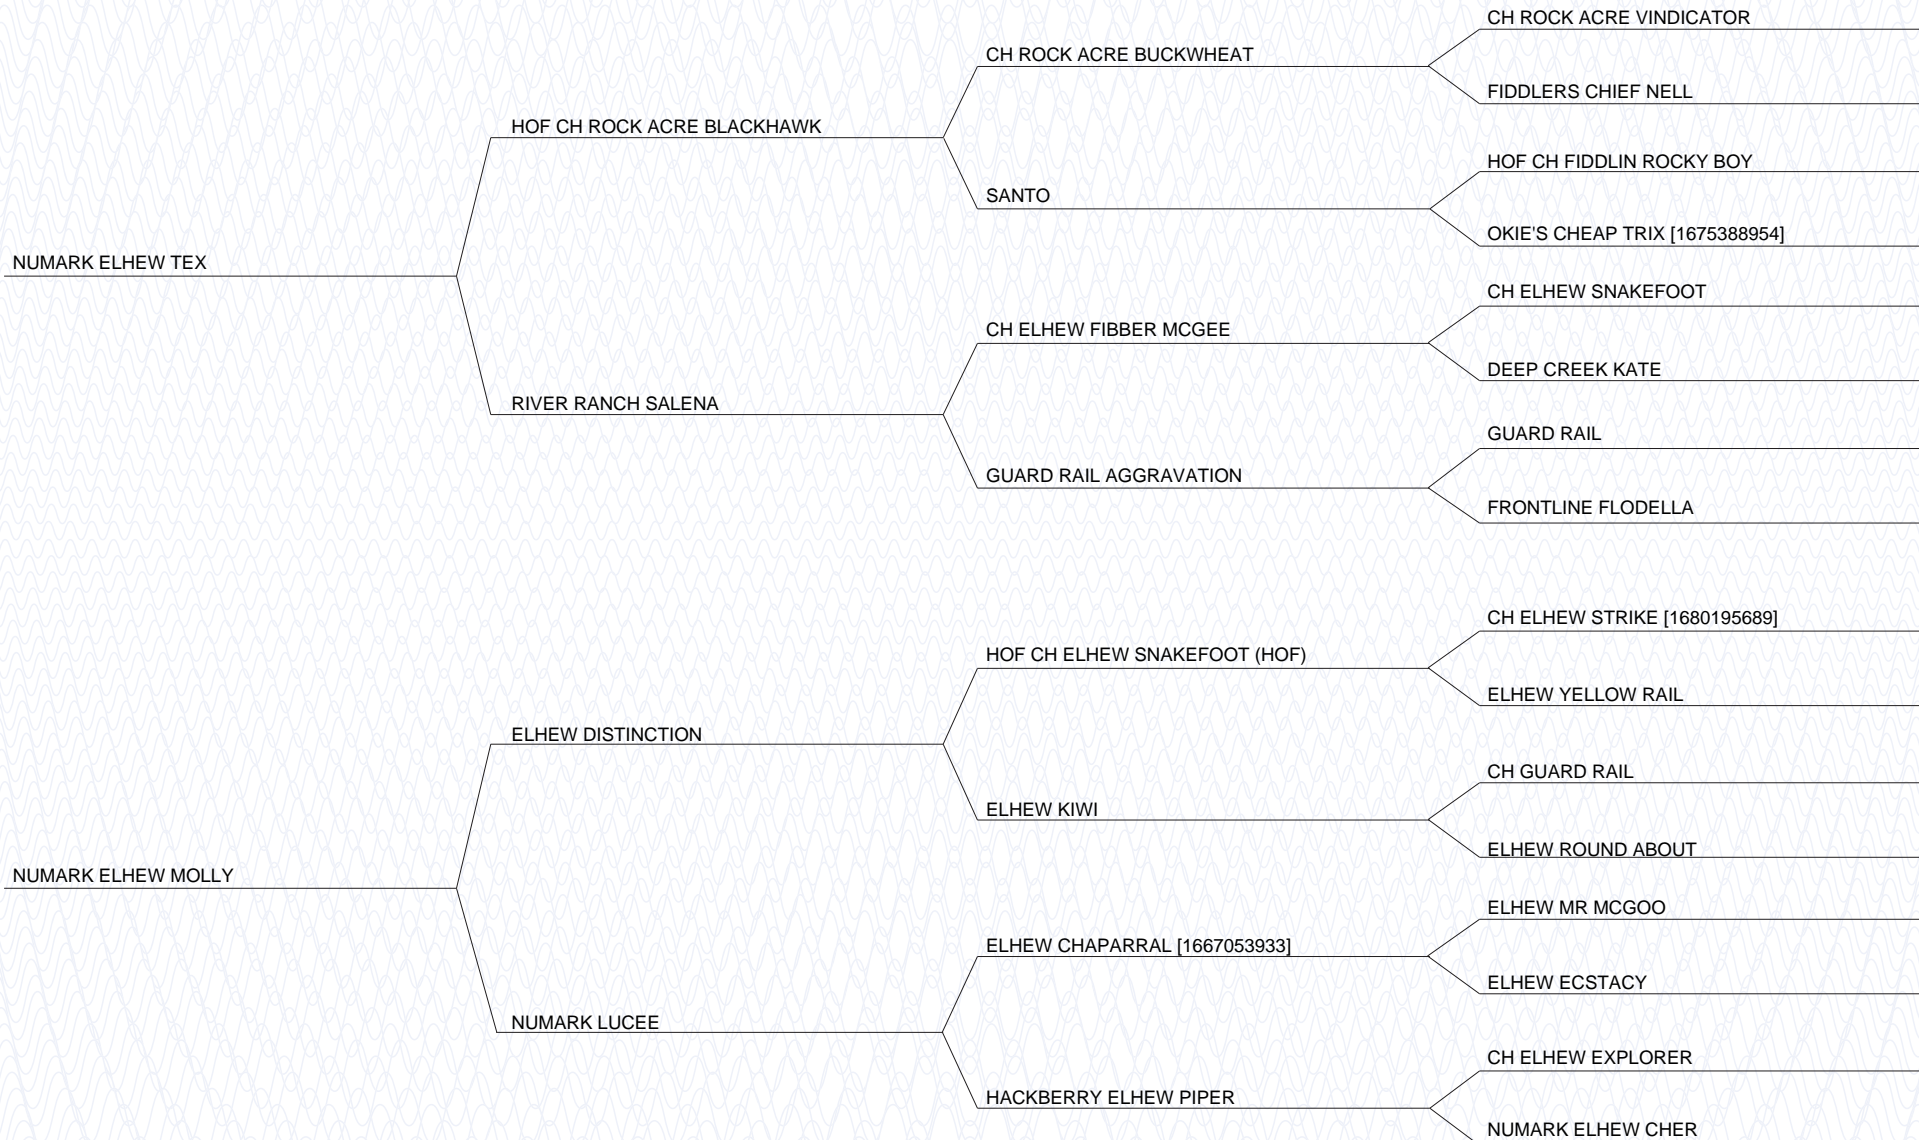 CH ROCK ACRE VINDICATOR
CH ROCK ACRE BUCKWHEAT
FIDDLERS CHIEF NELL
HOF CH ROCK ACRE BLACKHAWK
HOF CH FIDDLIN ROCKY BOY
SANTO
OKIE'S CHEAP TRIX [1675388954]
NUMARK ELHEW TEX
CH ELHEW SNAKEFOOT
CH ELHEW FIBBER MCGEE
DEEP CREEK KATE
RIVER RANCH SALENA
GUARD RAIL
GUARD RAIL AGGRAVATION
FRONTLINE FLODELLA
CH ELHEW STRIKE [1680195689]
HOF CH ELHEW SNAKEFOOT (HOF)
ELHEW YELLOW RAIL
ELHEW DISTINCTION
CH GUARD RAIL
ELHEW KIWI
ELHEW ROUND ABOUT
NUMARK ELHEW MOLLY
ELHEW MR MCGOO
ELHEW CHAPARRAL [1667053933]
ELHEW ECSTACY
NUMARK LUCEE
CH ELHEW EXPLORER
HACKBERRY ELHEW PIPER
NUMARK ELHEW CHER